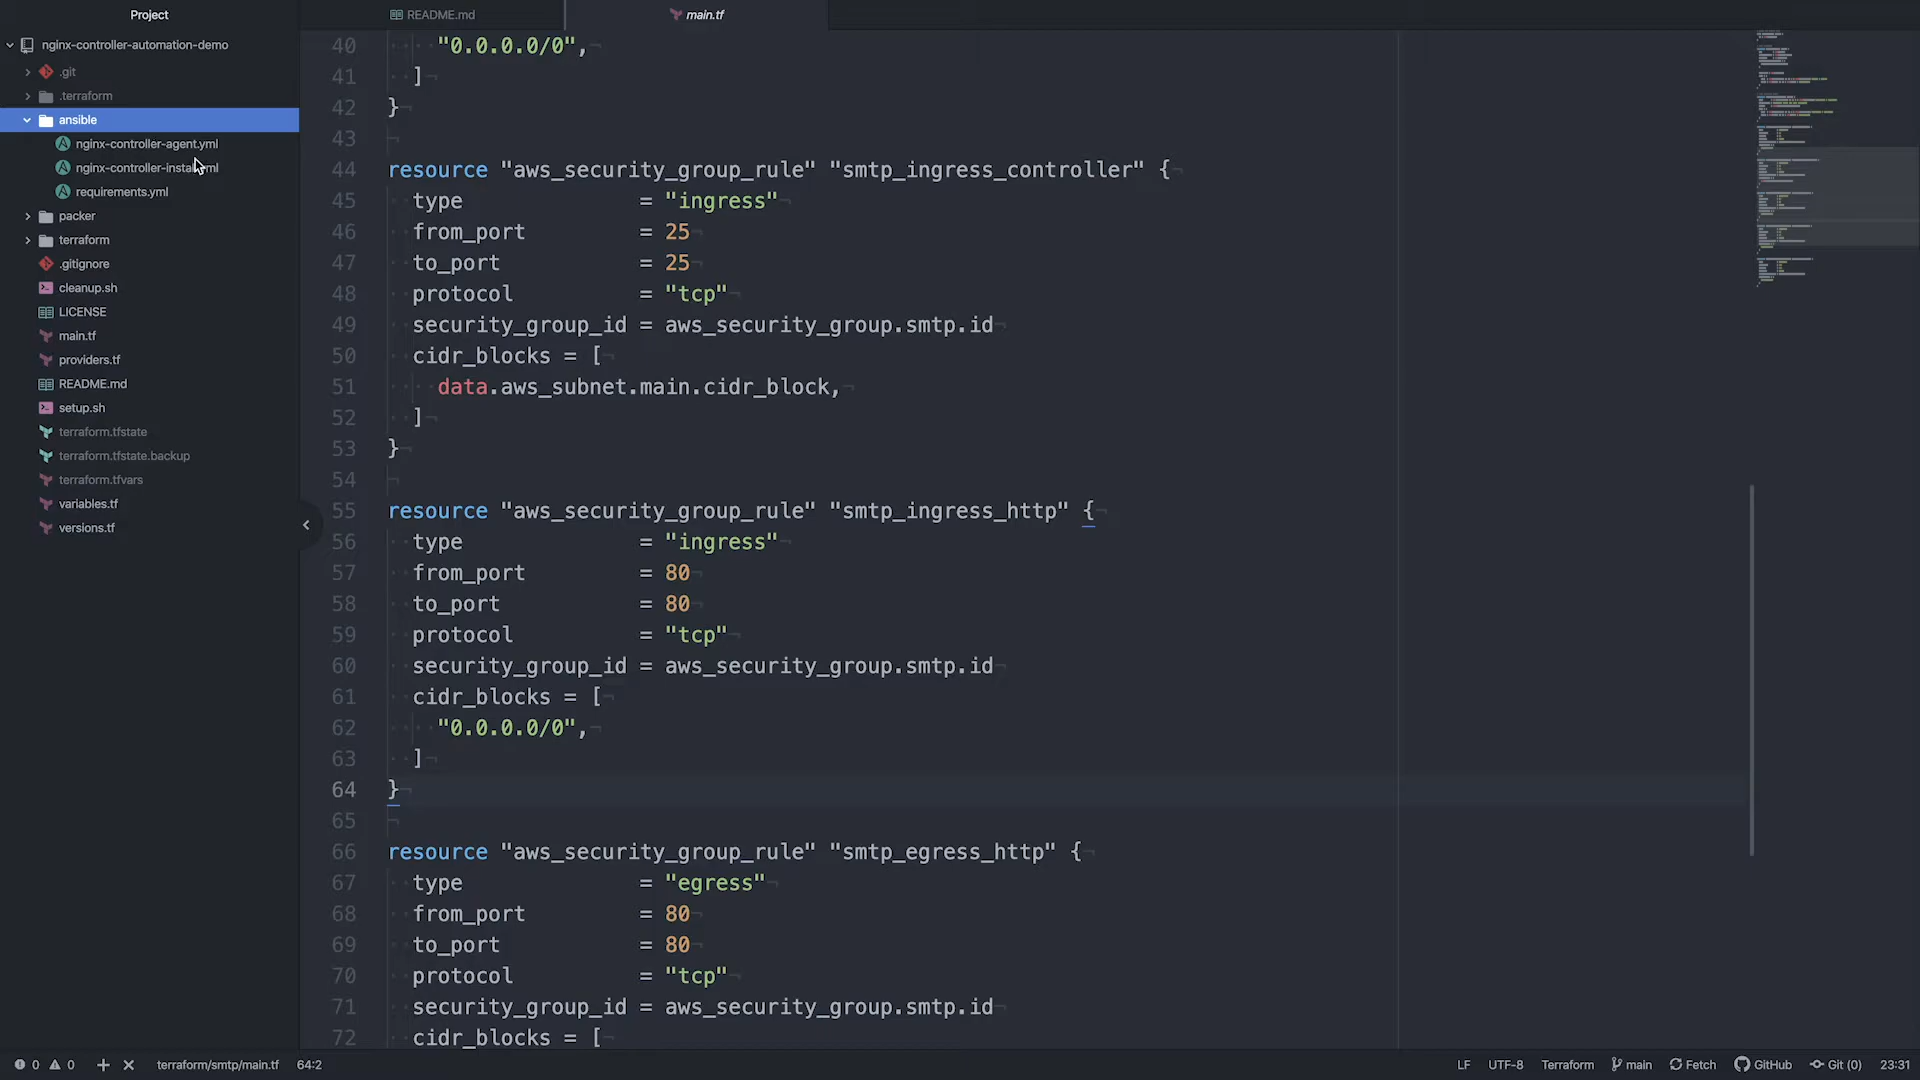 Project
README.md
main.tf
nginx-controller-automation-demo
.git
.terraform
ansible
nginx-controller-agent.yml
requirements.yml
packer
terraform
.gitignore
cleanup.sh
LICENSE
main.tf
providers.tf
README.md
setup.sh
terraform.tfstate
terraform.tfstate.backup
terraform.tfvars
variables.tf
versions.tf
40 "0.0.0.0/0",
41 ]
42 }
43
44 resource "aws_security_group_rule" "smtp_ingress_controller" {
45 type = "ingress"
46 from_port = 25
47 to_port = 25
48 protocol = "tcp"
49 security_group_id = aws_security_group.smtp.id
50 cidr_blocks = [
51 data.aws_subnet.main.cidr_block,
52 ]
53 }
54
55 resource "aws_security_group_rule" "smtp_ingress_http" {
56 type = "ingress"
57 from_port = 80
58 to_port = 80
59 protocol = "tcp"
60 security_group_id = aws_security_group.smtp.id
61 cidr_blocks = [
62 "0.0.0.0/0",
63 ]
64 }
65
66 resource "aws_security_group_rule" "smtp_egress_http" {
67 type = "egress"
68 from_port = 80
69 to_port = 80
70 protocol = "tcp"
71 security_group_id = aws_security_group.smtp.id
72 cidr_blocks = [
0 0 terraform/smtp/main.tf 64:2 LF UTF-8 Terraform main Fetch GitHub Git (0) 23:31